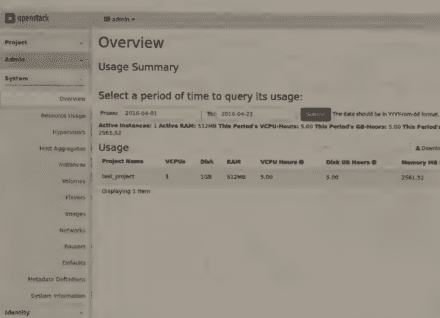 openstack
admin
Project
Admin
System
Overview
Resource Usage
Hypervisors
Host Aggregates
Instances
Volumes
Flavors
Images
Networks
Routers
Defaults
Metadata Definitions
System Information
Identity
Overview
Usage Summary
Select a period of time to query its usage:
From: 2016-04-01 To: 2016-04-21 Submit The date should be in YYYY-mm-dd format.
Active Instances: 1 Active RAM: 512MB This Period's VCPU-Hours: 5.00 This Period's GB-Hours: 5.00 This Period's
2561.52
Usage
Project Name VCPUs Disk RAM VCPU Hours Disk GB Hours Memory MB
test_project 1GB 512MB 5.00 5.00 2561.52
Displaying 1 item